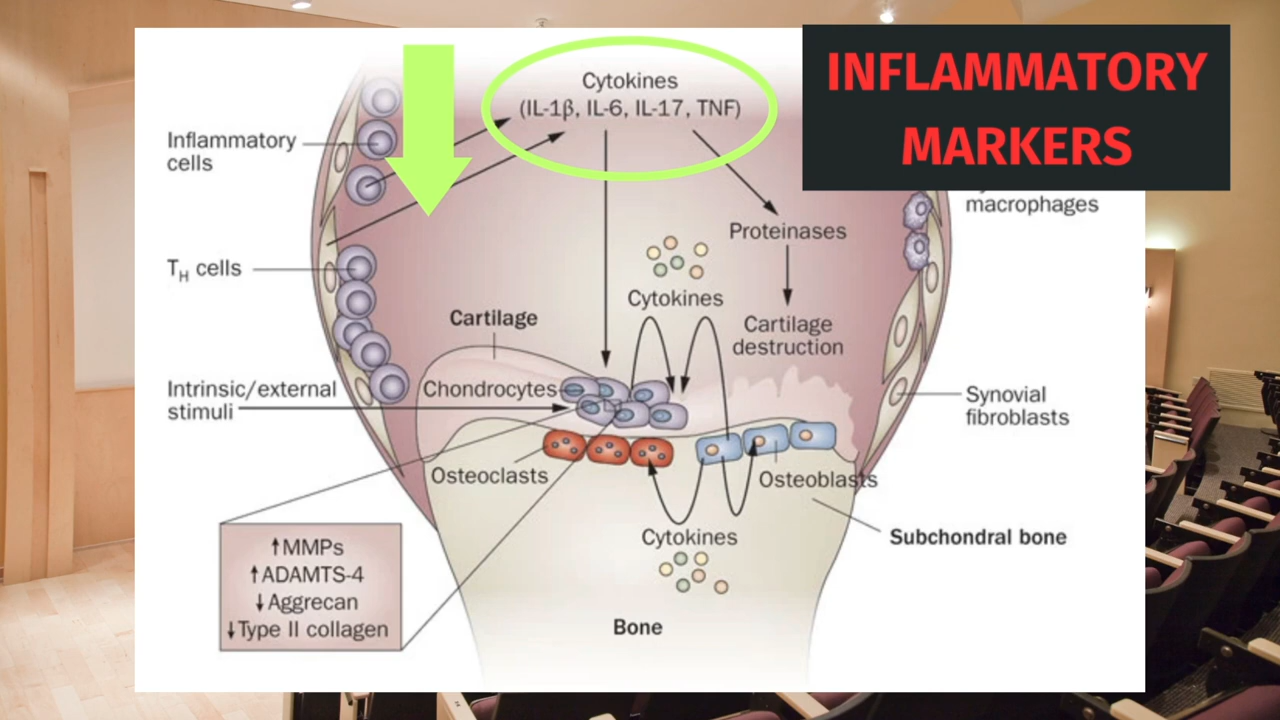 INFLAMMATORY
MARKERS
Cytokines
(IL-1β, IL-6, IL-17, TNF)
Inflammatory
cells
macrophages
Proteinases
TH cells
Cytokines
Cartilage
Cartilage
destruction
Intrinsic/external
stimuli
Chondrocytes
Synovial
fibroblasts
Osteoclasts
Osteoblasts
Cytokines
Subchondral bone
↑MMPs
↑ADAMTS-4
↓Aggrecan
↓Type II collagen
Bone